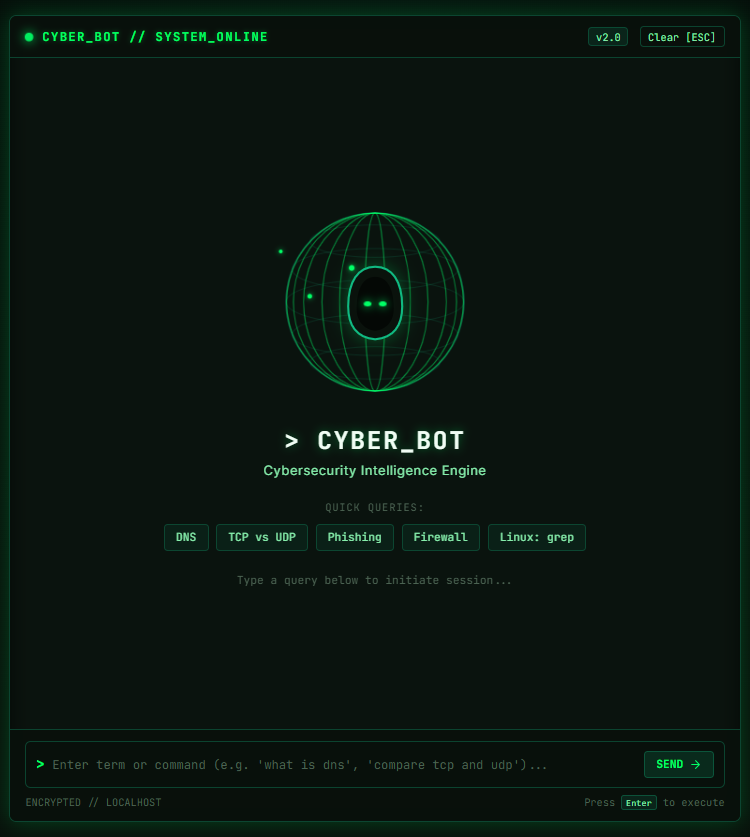 CYBER_BOT // SYSTEM_ONLINE
v2.0
Clear [ESC]
> CYBER_BOT
Cybersecurity Intelligence Engine
QUICK QUERIES:
DNS
TCP vs UDP
Phishing
Firewall
Linux: grep
Type a query below to initiate session...
> Enter term or command (e.g. 'what is dns', 'compare tcp and udp')...
SEND →
ENCRYPTED // LOCALHOST
Press Enter to execute